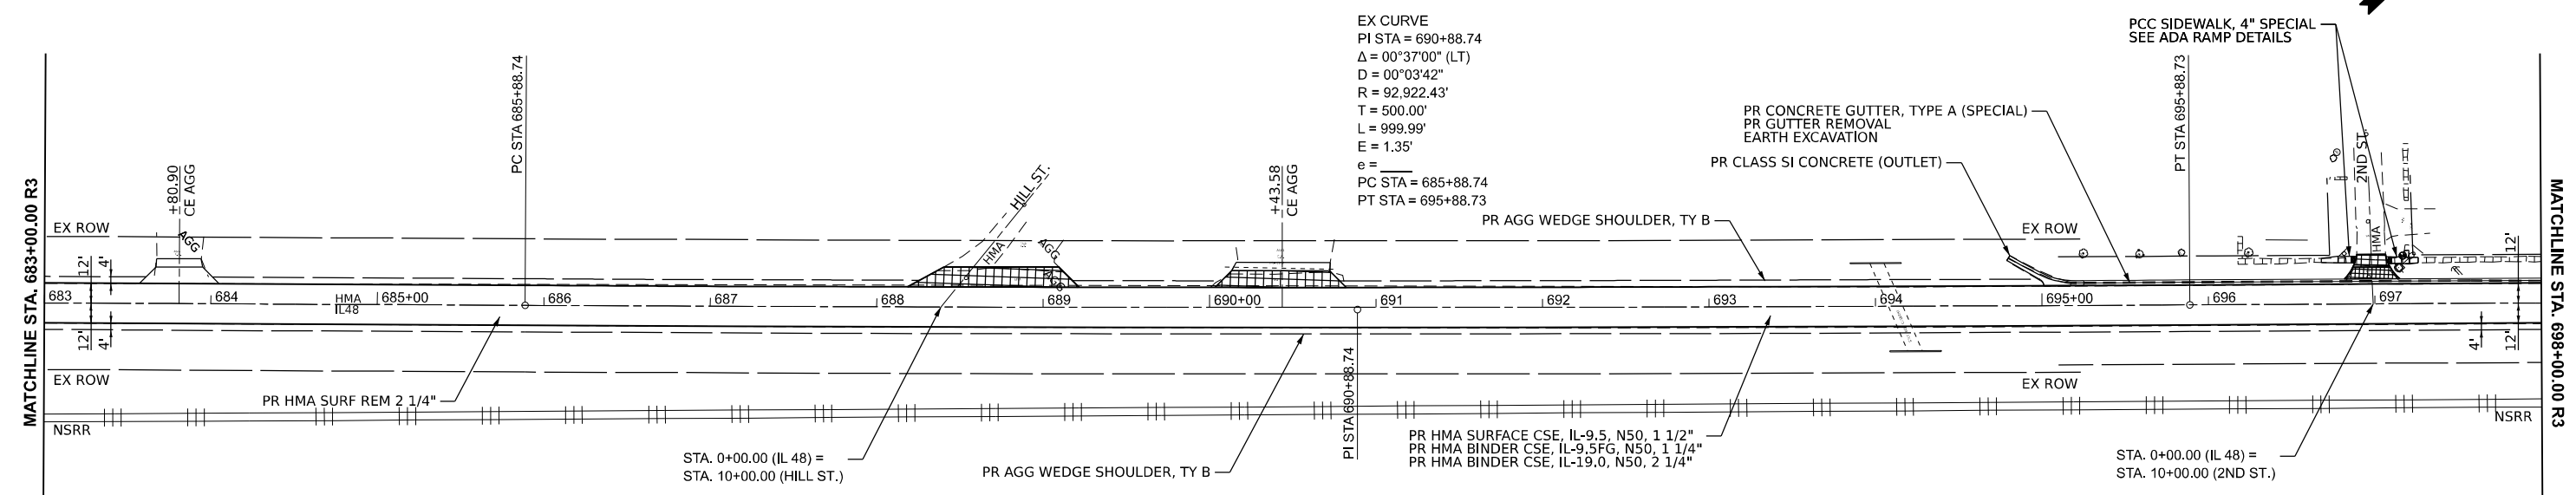 EX CURVE
PI STA = 690+88.74
Δ = 00°37'00" (LT)
D = 00°03'42"
R = 92,922.43'
T = 500.00'
L = 999.99'
E = 1.35'
e = ____
PC STA = 685+88.74
PT STA = 695+88.73
PCC SIDEWALK, 4" SPECIAL
SEE ADA RAMP DETAILS
PR CONCRETE GUTTER, TYPE A (SPECIAL)
PR GUTTER REMOVAL
EARTH EXCAVATION
PR CLASS SI CONCRETE (OUTLET)
PR AGG WEDGE SHOULDER, TY B
MATCHLINE STA. 683+00.00 R3
+80.90
CE AGG
PC STA 685+88.74
HILL ST.
+43.58
CE AGG
PT STA 695+88.73
2ND ST.
MATCHLINE STA. 698+00.00 R3
EX ROW
EX ROW
AGG
HMA
AGG
AGG
HMA
12'
4'
12'
683
684
HMA
IL48
685+00
686
687
688
689
690+00
691
692
693
694
695+00
696
697
12'
4'
4'
12'
EX ROW
EX ROW
PI STA 690+88.74
PR HMA SURF REM 2 1/4"
NSRR
NSRR
STA. 0+00.00 (IL 48) =
STA. 10+00.00 (HILL ST.)
PR AGG WEDGE SHOULDER, TY B
PR HMA SURFACE CSE, IL-9.5, N50, 1 1/2"
PR HMA BINDER CSE, IL-9.5FG, N50, 1 1/4"
PR HMA BINDER CSE, IL-19.0, N50, 2 1/4"
STA. 0+00.00 (IL 48) =
STA. 10+00.00 (2ND ST.)